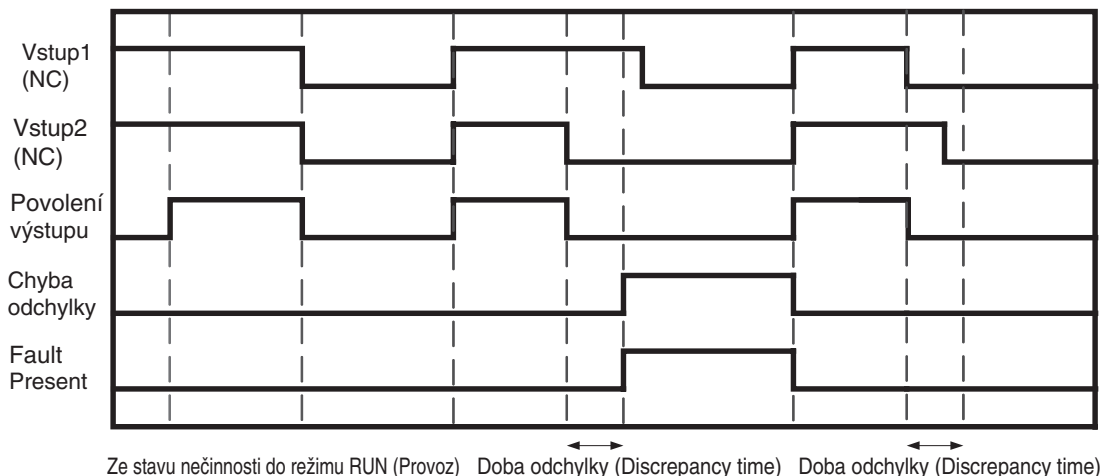 Vstup1
(NC)
Vstup2
(NC)
Povolení
výstupu
Chyba
odchylky
Fault
Present
Ze stavu nečinnosti do režimu RUN (Provoz) Doba odchylky (Discrepancy time) Doba odchylky (Discrepancy time)